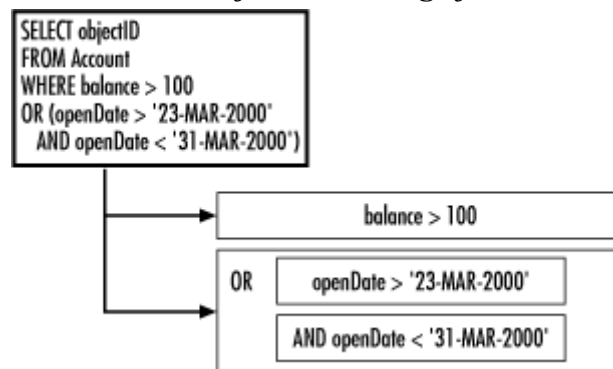 SELECT objectID
FROM Account
WHERE balance > 100
OR (openDate > '23-MAR-2000'
AND openDate < '31-MAR-2000')
balance > 100
OR openDate > '23-MAR-2000'
AND openDate < '31-MAR-2000'